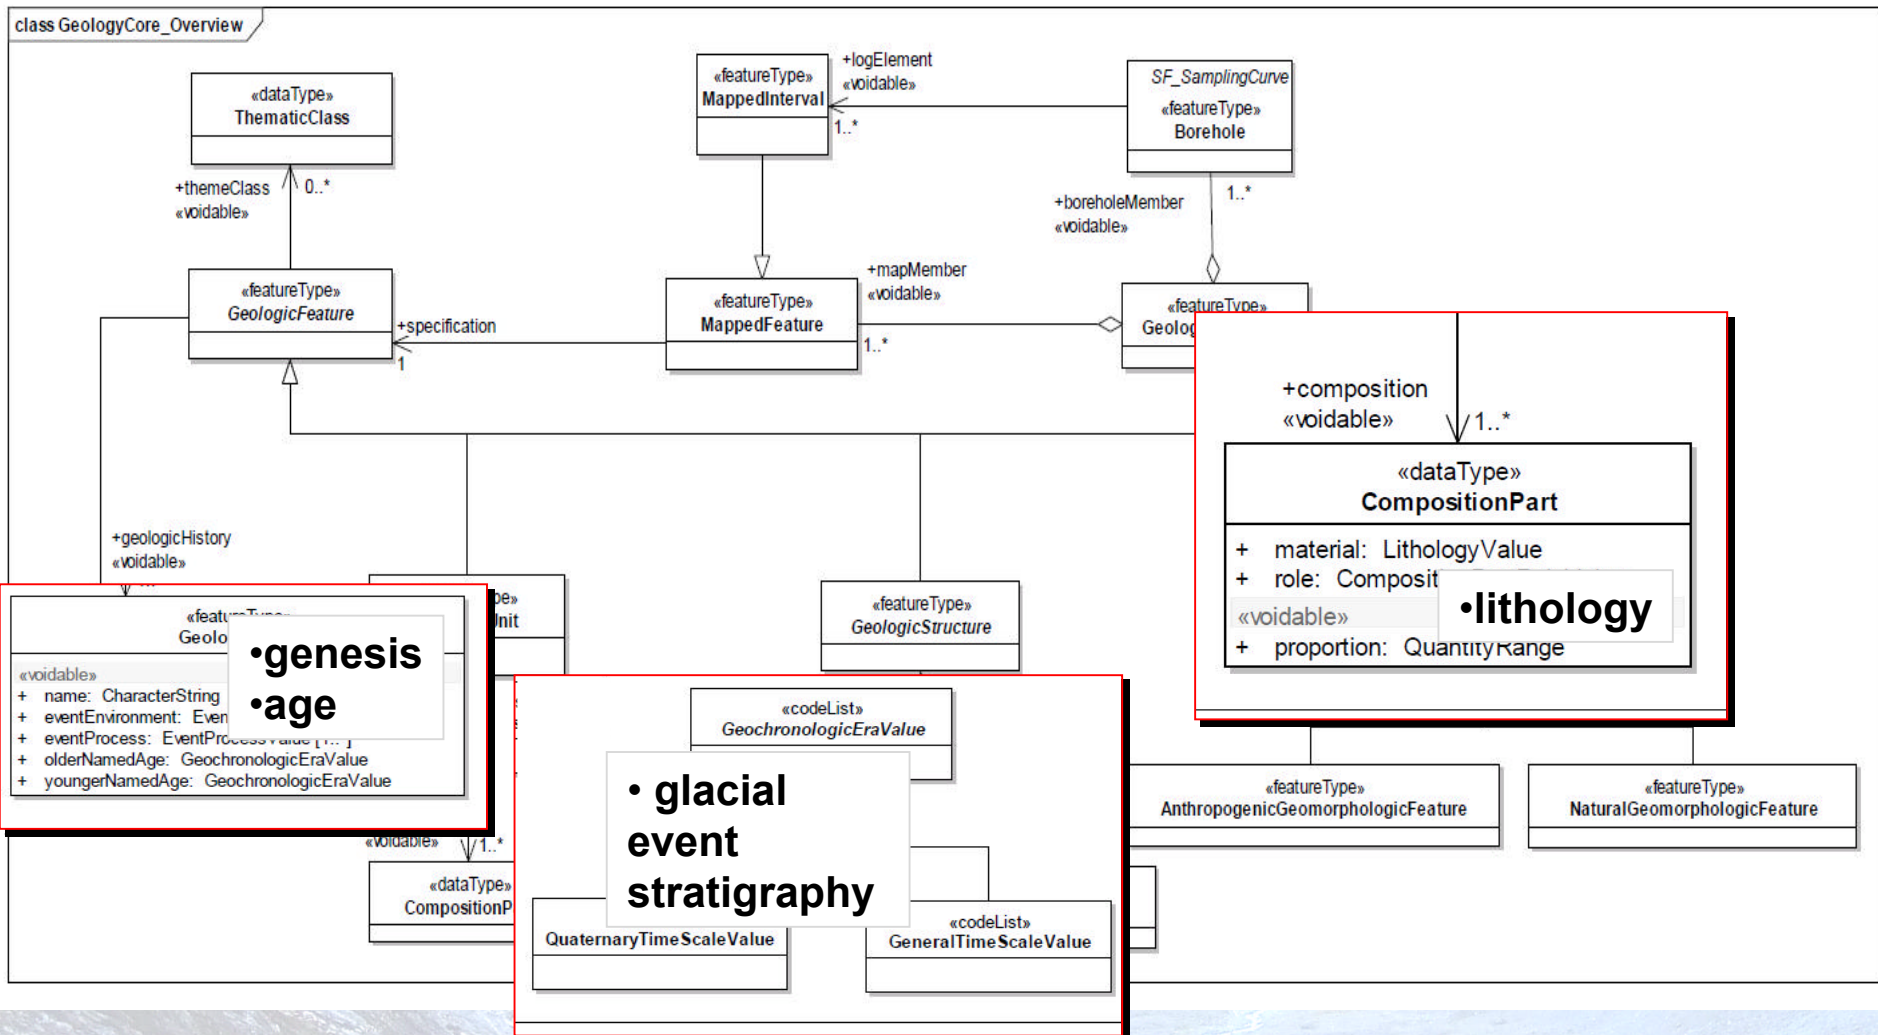 class GeologyCore_Overview
«dataType»
ThematicClass
+themeClass
0..*
«voidable»
«featureType»
MappedInterval
+logElement
«voidable»
1..*
SF_SamplingCurve
«featureType»
Borehole
1..*
+boreholeMember
«voidable»
«featureType»
GeologicFeature
+specification
1
«featureType»
MappedFeature
+mapMember
«voidable»
1..*
«featureType»
Geolog
+composition
«voidable»
1..*
«dataType»
CompositionPart
+ material: LithologyValue
+ role: Composit
«voidable»
+ proportion: QuantityRange
•lithology
+geologicHistory
«voidable»
Geolo
«voidable»
+ name: CharacterString
+ eventEnvironment: Even
+ eventProcess: EventProcessValue [1..*]
+ olderNamedAge: GeochronologicEraValue
+ youngerNamedAge: GeochronologicEraValue
•genesis
•age
pe»
Unit
«featureType»
GeologicStructure
«codeList»
GeochronologicEraValue
• glacial
event
stratigraphy
QuaternaryTimeScaleValue
«codeList»
GeneralTimeScaleValue
«voidable»
1..*
«dataType»
CompositionP
«featureType»
AnthropogenicGeomorphologicFeature
«featureType»
NaturalGeomorphologicFeature